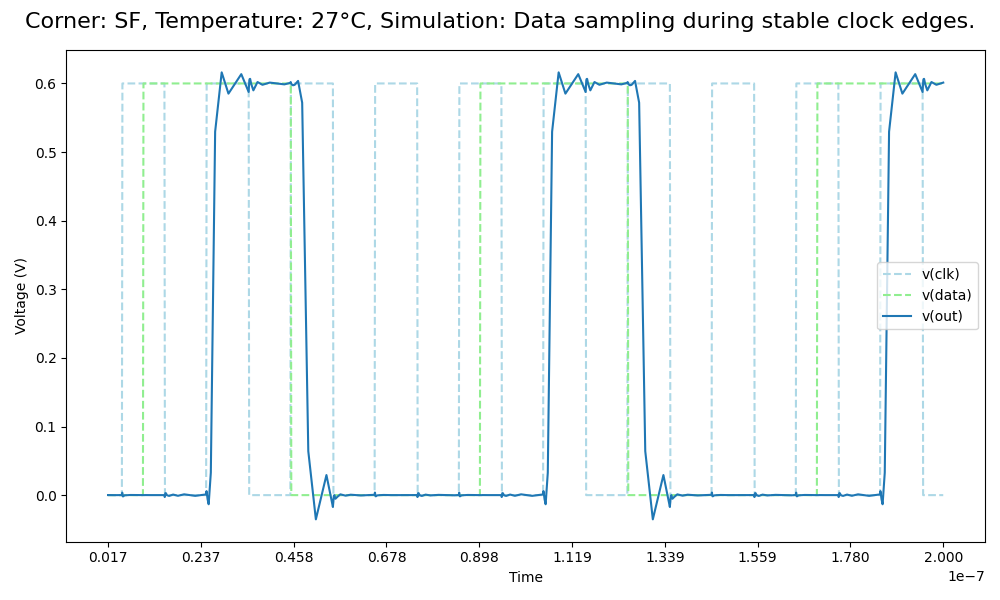 Corner: SF, Temperature: 27°C, Simulation: Data sampling during stable clock edges.
Voltage (V)
0.6
0.5
0.4
0.3
0.2
0.1
0.0
v(clk)
v(data)
v(out)
0.017 0.237 0.458 0.678 0.898 1.119 1.339 1.559 1.780 2.000
1e−7
Time